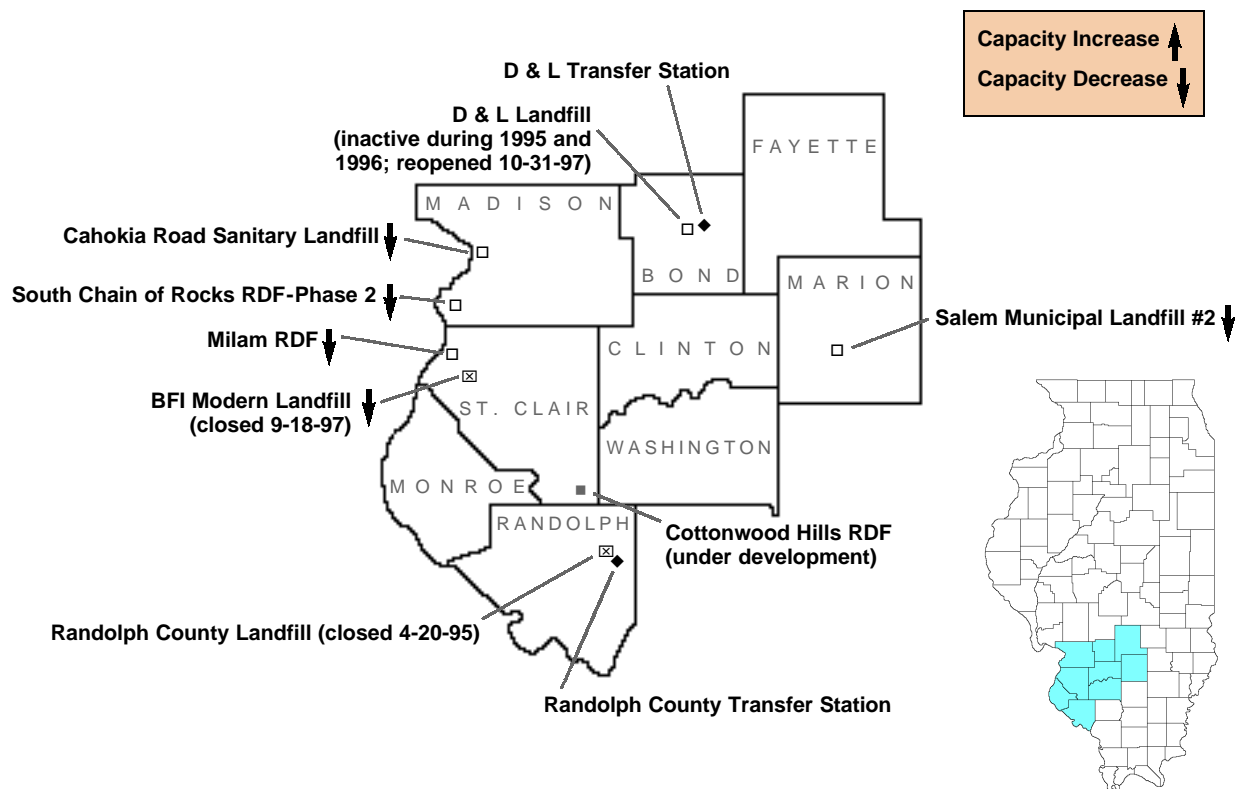 Capacity Increase
Capacity Decrease
D & L Transfer Station
D & L Landfill
(inactive during 1995 and
1996; reopened 10-31-97)
FAYETTE
MADISON
Cahokia Road Sanitary Landfill
BOND
MARION
South Chain of Rocks RDF-Phase 2
Salem Municipal Landfill #2
Milam RDF
CLINTON
BFI Modern Landfill
(closed 9-18-97)
ST. CLAIR
WASHINGTON
MONROE
RANDOLPH
Cottonwood Hills RDF
(under development)
Randolph County Landfill (closed 4-20-95)
Randolph County Transfer Station